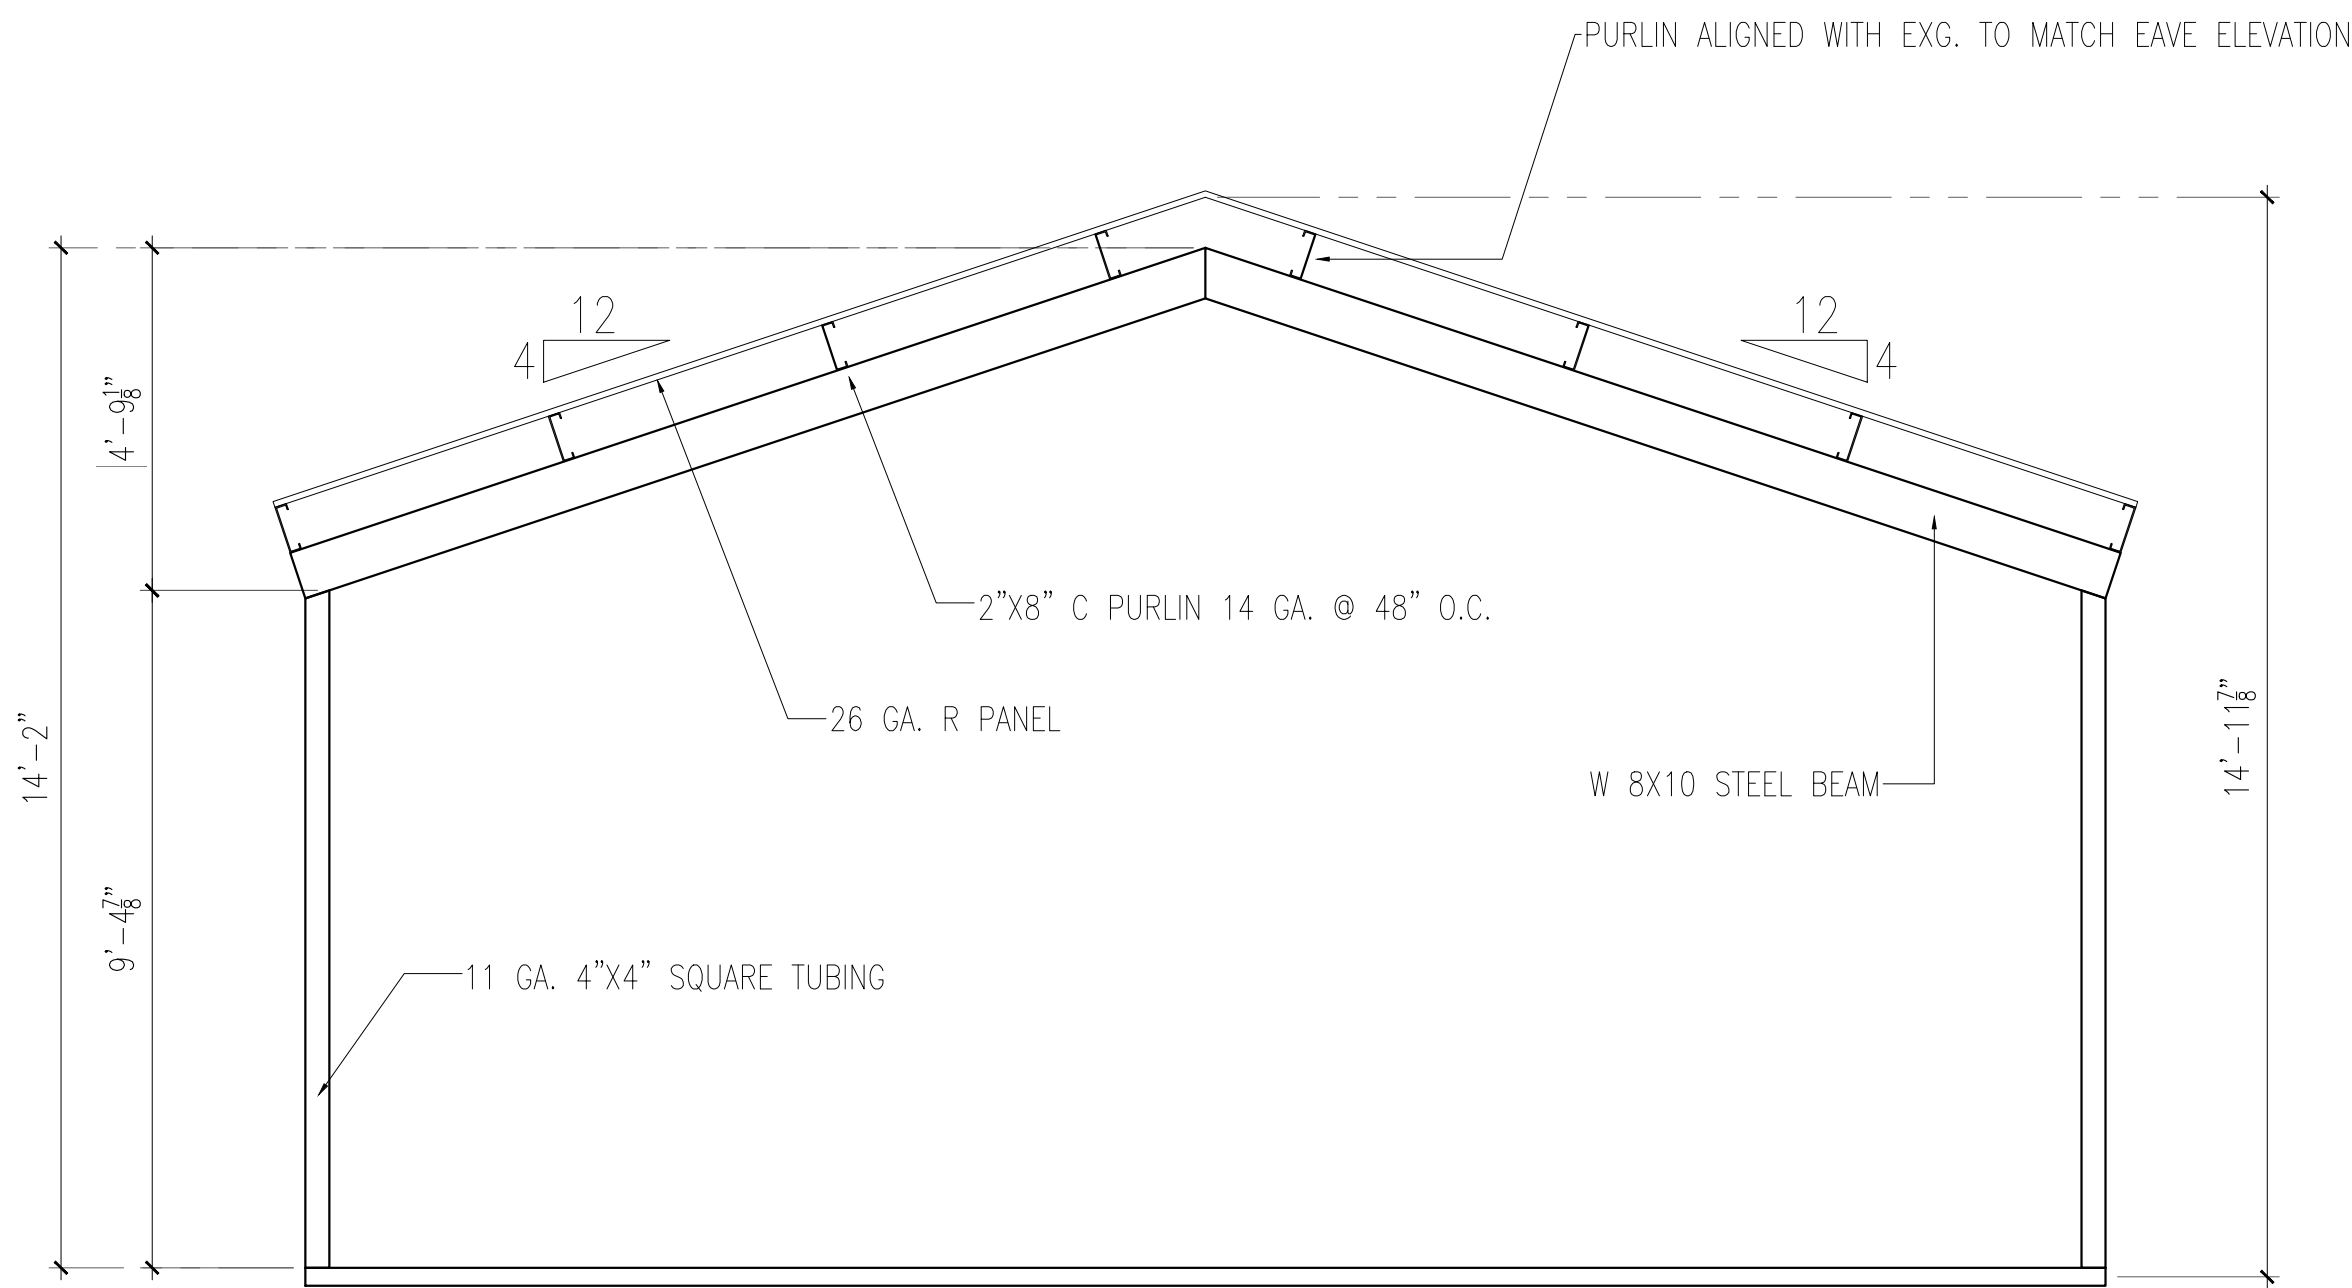 PURLIN ALIGNED WITH EXG. TO MATCH EAVE ELEVATION
12
4
12
4
4'-9 1/8"
2"X8" C PURLIN 14 GA. @ 48" O.C.
26 GA. R PANEL
14'-2"
14'-11 7/8"
W 8X10 STEEL BEAM
9'-4 7/8"
11 GA. 4"X4" SQUARE TUBING